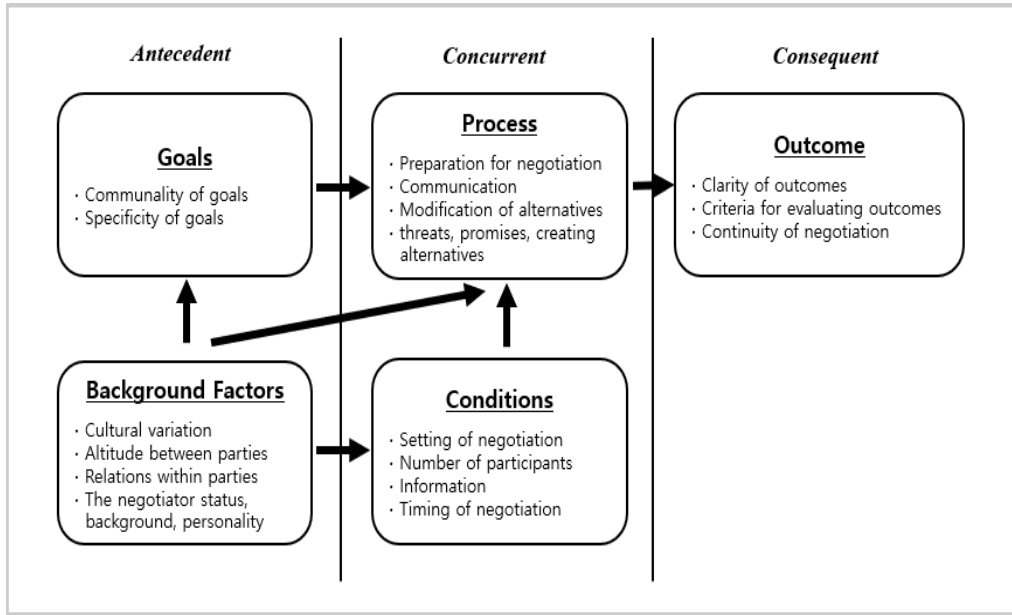 Antecedent
Concurrent
Consequent
Goals
· Communality of goals
· Specificity of goals
Process
· Preparation for negotiation
· Communication
· Modification of alternatives
· threats, promises, creating
alternatives
Outcome
· Clarity of outcomes
· Criteria for evaluating outcomes
· Continuity of negotiation
Background Factors
· Cultural variation
· Altitude between parties
· Relations within parties
· The negotiator status,
background, personality
Conditions
· Setting of negotiation
· Number of participants
· Information
· Timing of negotiation